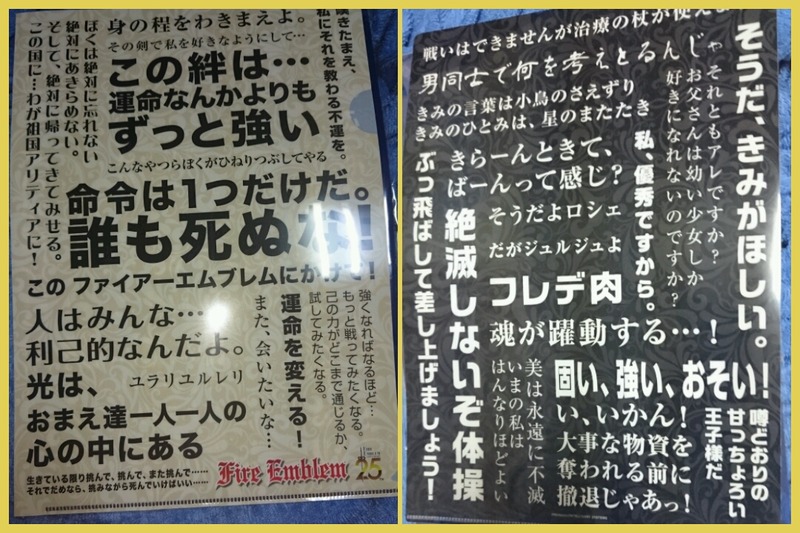 身の程をわきまえよ。
その剣で私を好きなようにして…
この絆は…
運命なんかよりも
ずっと強い
こんなやつらぼくがひねりつぶしてやる
嘆きたまえ、
私にそれを教わる不運を。
ぼくは絶対に忘れない
絶対にあきらめない。
そして、絶対に帰ってきてみせる。
この国に…わが祖国アリティアに!
命令は1つだけだ。
誰も死ぬな!
このファイアーエムブレムにかけて!
人はみんな…
利己的なんだよ。
光は、
ユラリユルレリ
おまえ達一人一人の
心の中にある
強くなればなるほど…
もっと戦ってみたくなる。
己の力がどこまで通じるか、
試してみたくなる。
運命を変える!
また、会いたいな…
生きている限り挑んで、挑んで、また挑んで……
それでだめなら、挑みながら死んでいけばいい……
Fire Emblem
25
戦いはできませんが治療の杖が使え
男同士で何を考えとるんじゃ
きみの言葉は小鳥のさえずり
きみのひとみは、星のまたたき
きらーんときて、
ばーんって感じ?
そうだよロシェ
だがジュルジュよ
フレデ肉
魂が躍動する…!
そうだ、きみがほしい。
それともアレですか?
お父さんは幼い少女しか
好きになれないのですか?
私、優秀ですから。
ぶっ飛ばして差し上げましょう!
絶滅しないぞ体操
固い、強い、おそい!
美は永遠に不滅
いまの私は
はんなりほとよい
い、いかん!
大事な物資を
奪われる前に
撤退じゃあっ!
噂どおりの
甘っちょろい
王子様だ